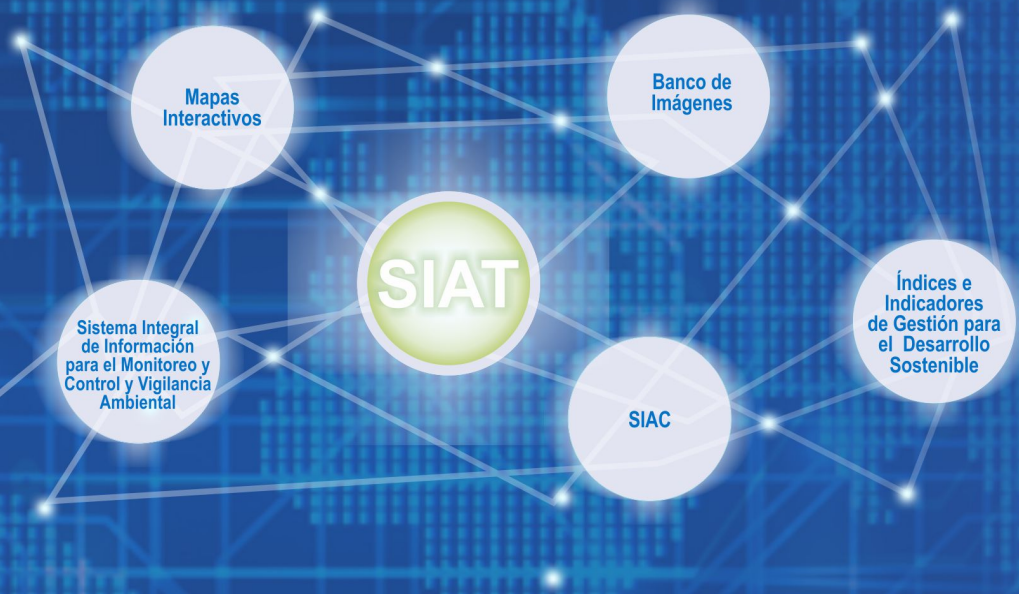 Mapas
Interactivos
Banco de
Imágenes
SIAT
Índices e
Indicadores
de Gestión para
el Desarrollo
Sostenible
Sistema Integral
de Información
para el Monitoreo y
Control y Vigilancia
Ambiental
SIAC